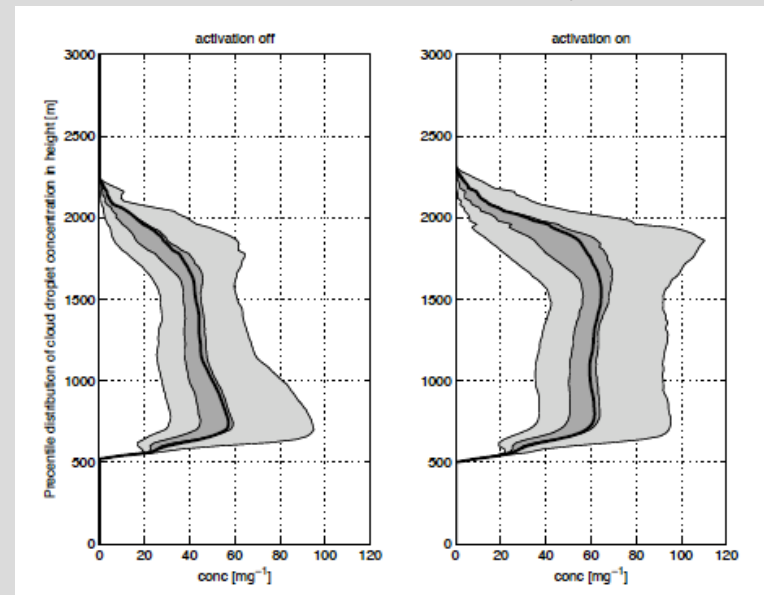 activation off
activation on
Precentile distribution of cloud droplet concentration in height [m]
3000
2500
2000
1500
1000
500
0
0 20 40 60 80 100 120
conc [mg⁻¹]
3000
2500
2000
1500
1000
500
0
0 20 40 60 80 100 120
conc [mg⁻¹]